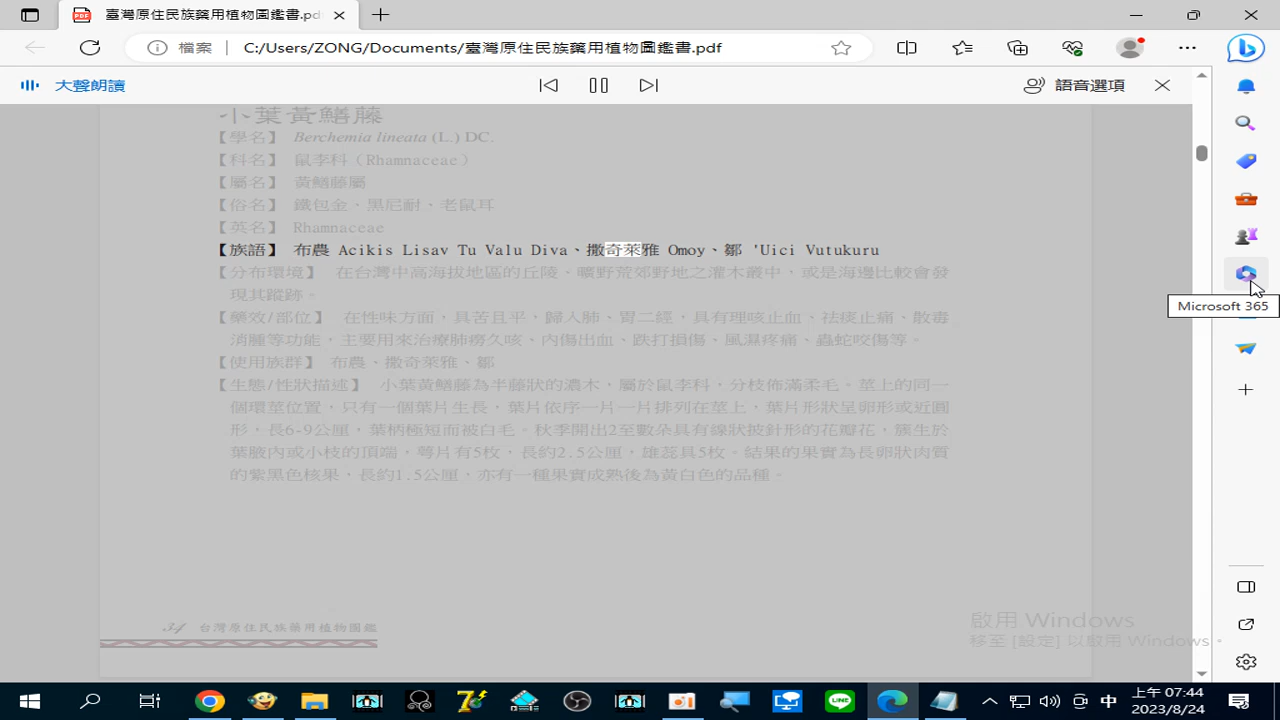 臺灣原住民族藥用植物圖鑑書.pdf
檔案 C:/Users/ZONG/Documents/臺灣原住民族藥用植物圖鑑書.pdf
大聲朗讀
語音選項
小葉黃鱔藤
【學名】 Berchemia lineata (L.) DC.
【科名】 鼠李科（Rhamnaceae）
【屬名】 黃鱔藤屬
【俗名】 鐵包金、黑尼耐、老鼠耳
【英名】 Rhamnaceae
【族語】 布農 Acikis Lisav Tu Valu Diva、撒奇萊雅 Omoy、鄒 'Uici Vutukuru
【分布環境】 在台灣中高海拔地區的丘陵、曠野荒郊野地之灌木叢中，或是海邊比較會發
現其蹤跡。
【藥效/部位】 在性味方面，具苦且平、歸入肺、胃二經，具有理咳止血、祛痰止痛、散毒
消腫等功能，主要用來治療肺癆久咳、內傷出血、跌打損傷、風濕疼痛、蟲蛇咬傷等。
【使用族群】 布農、撒奇萊雅、鄒
【生態/性狀描述】 小葉黃鱔藤為半藤狀的濃木，屬於鼠李科，分枝佈滿柔毛。莖上的同一
個環莖位置，只有一個葉片生長，葉片依序一片一片排列在莖上，葉片形狀呈卵形或近圓
形，長6-9公厘，葉柄極短而被白毛。秋季開出2至數朵具有線狀披針形的花瓣花，簇生於
葉腋內或小枝的頂端，萼片有5枚，長約2.5公厘，雄蕊具5枚。結果的果實為長卵狀肉質
的紫黑色核果，長約1.5公厘，亦有一種果實成熟後為黃白色的品種。
Microsoft 365
34 台灣原住民族藥用植物圖鑑
啟用 Windows
移至 [設定] 以啟用 Windows。
中
上午 07:44
2023/8/24